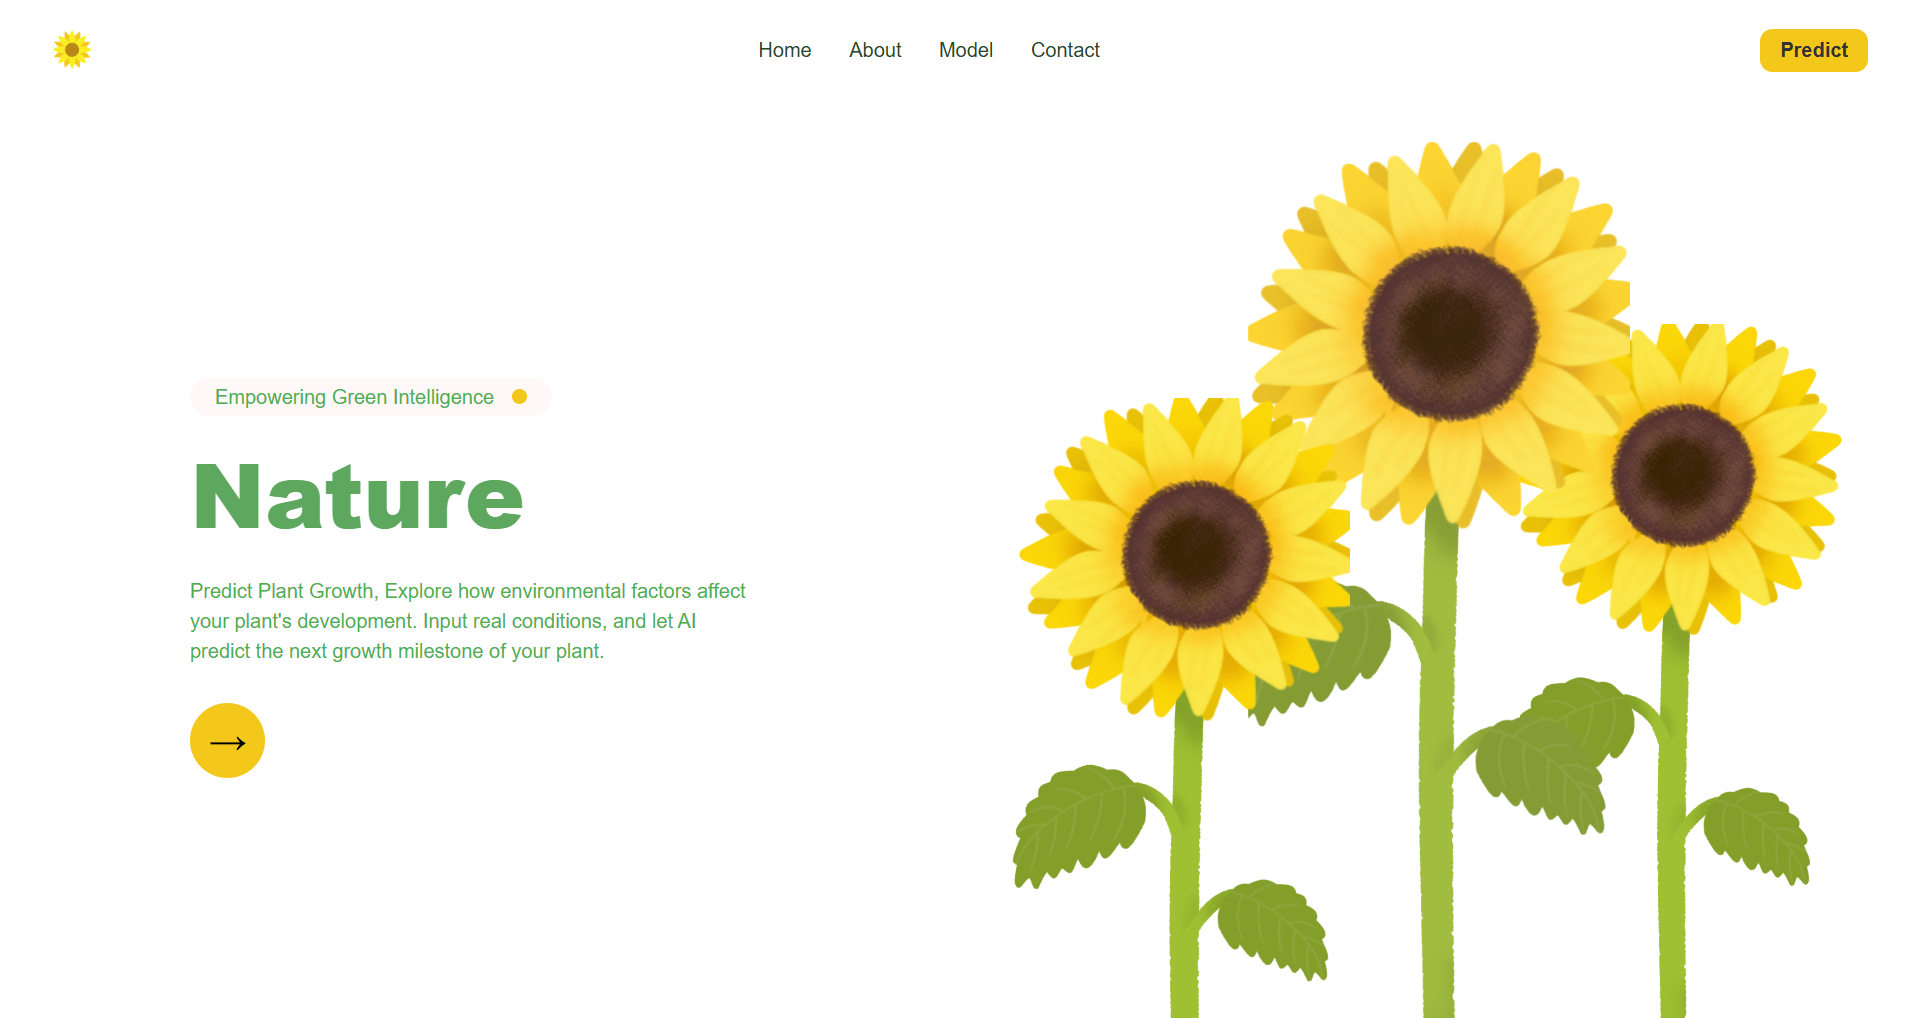 Home About Model Contact Predict
Empowering Green Intelligence
Nature
Predict Plant Growth, Explore how environmental factors affect
your plant's development. Input real conditions, and let AI
predict the next growth milestone of your plant.